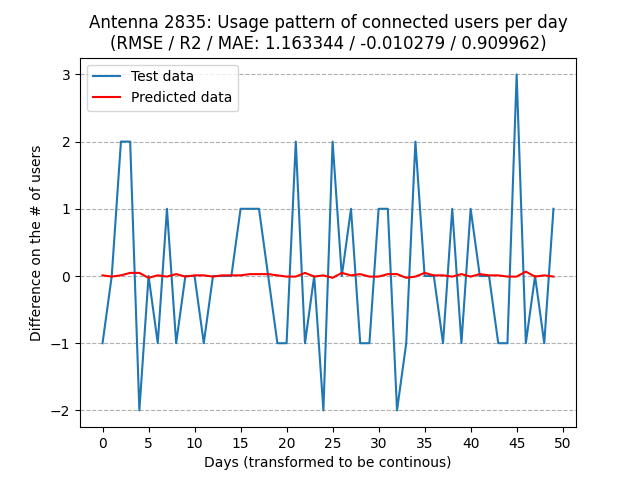 Antenna 2835: Usage pattern of connected users per day
(RMSE / R2 / MAE: 1.163344 / -0.010279 / 0.909962)
Test data
Predicted data
Difference on the # of users
3
2
1
0
−1
−2
0 5 10 15 20 25 30 35 40 45 50
Days (transformed to be continous)